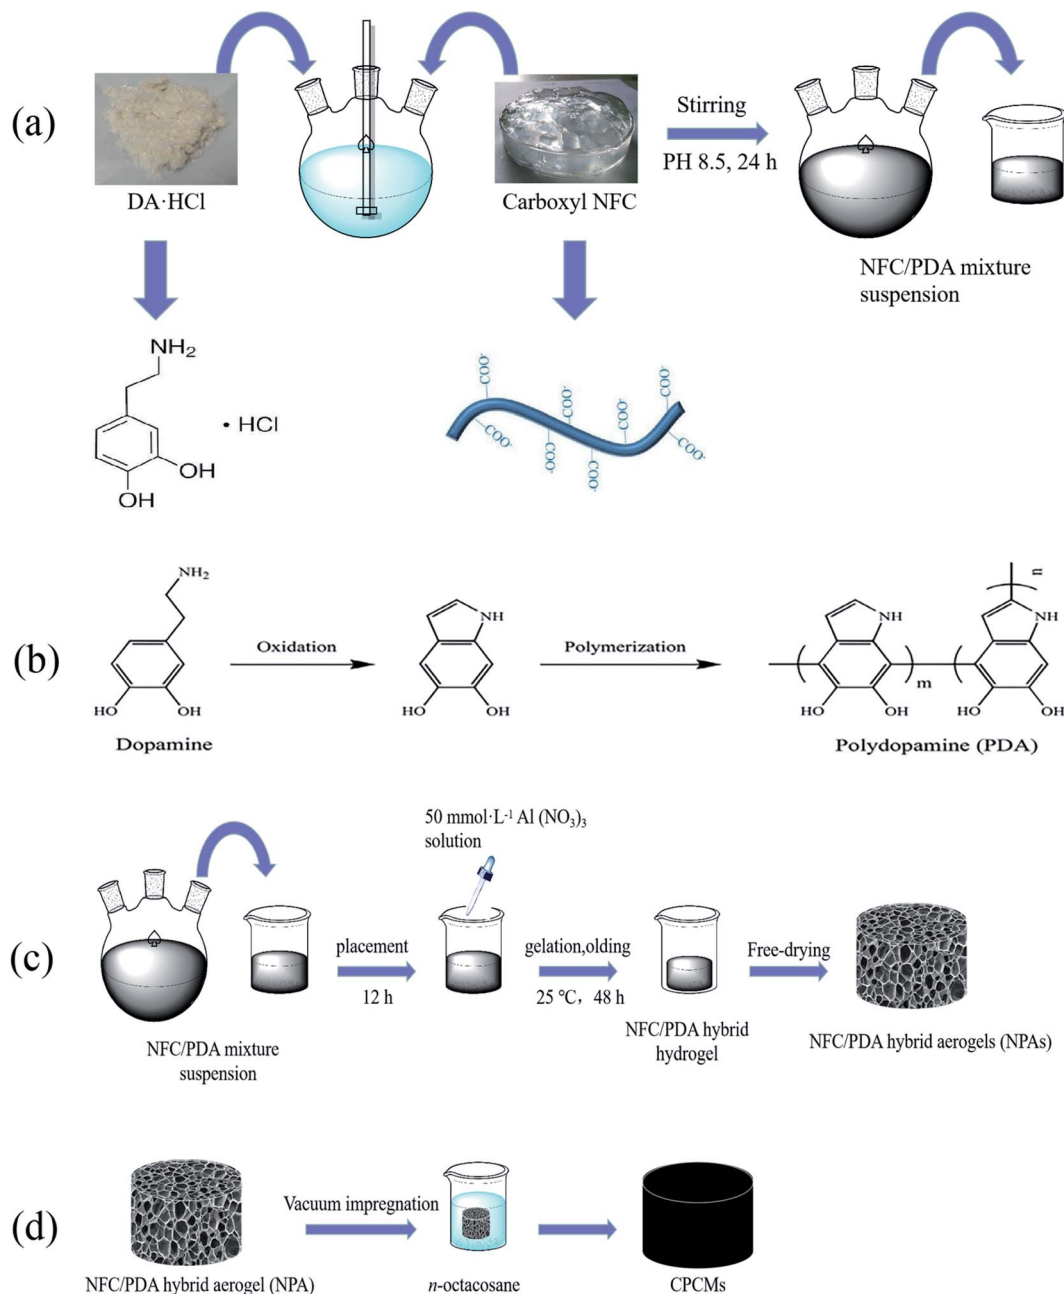 (a)
DA·HCl
Carboxyl NFC
Stirring
PH 8.5, 24 h
NFC/PDA mixture
suspension
NH₂
• HCl
OH
OH
COO⁻
COO⁻
COO⁻
COO⁻
COO⁻
COO⁻
COO⁻
COO⁻
COO⁻
(b)
NH₂
HO
OH
Dopamine
Oxidation
NH
HO
OH
Polymerization
NH
m
HO
OH
n
NH
HO
OH
Polydopamine (PDA)
(c)
50 mmol·L⁻¹ Al (NO₃)₃
solution
placement
12 h
gelation,olding
25 ℃，48 h
Free-drying
NFC/PDA mixture
suspension
NFC/PDA hybrid
hydrogel
NFC/PDA hybrid aerogels (NPAs)
(d)
Vacuum impregnation
NFC/PDA hybrid aerogel (NPA)
n-octacosane
CPCMs